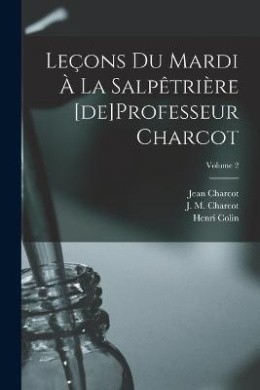 Leçons Du Mardi
À La Salpêtrière
[de]Professeur
Charcot
Volume 2
Jean Charcot
J. M. Charcot
Henri Colin